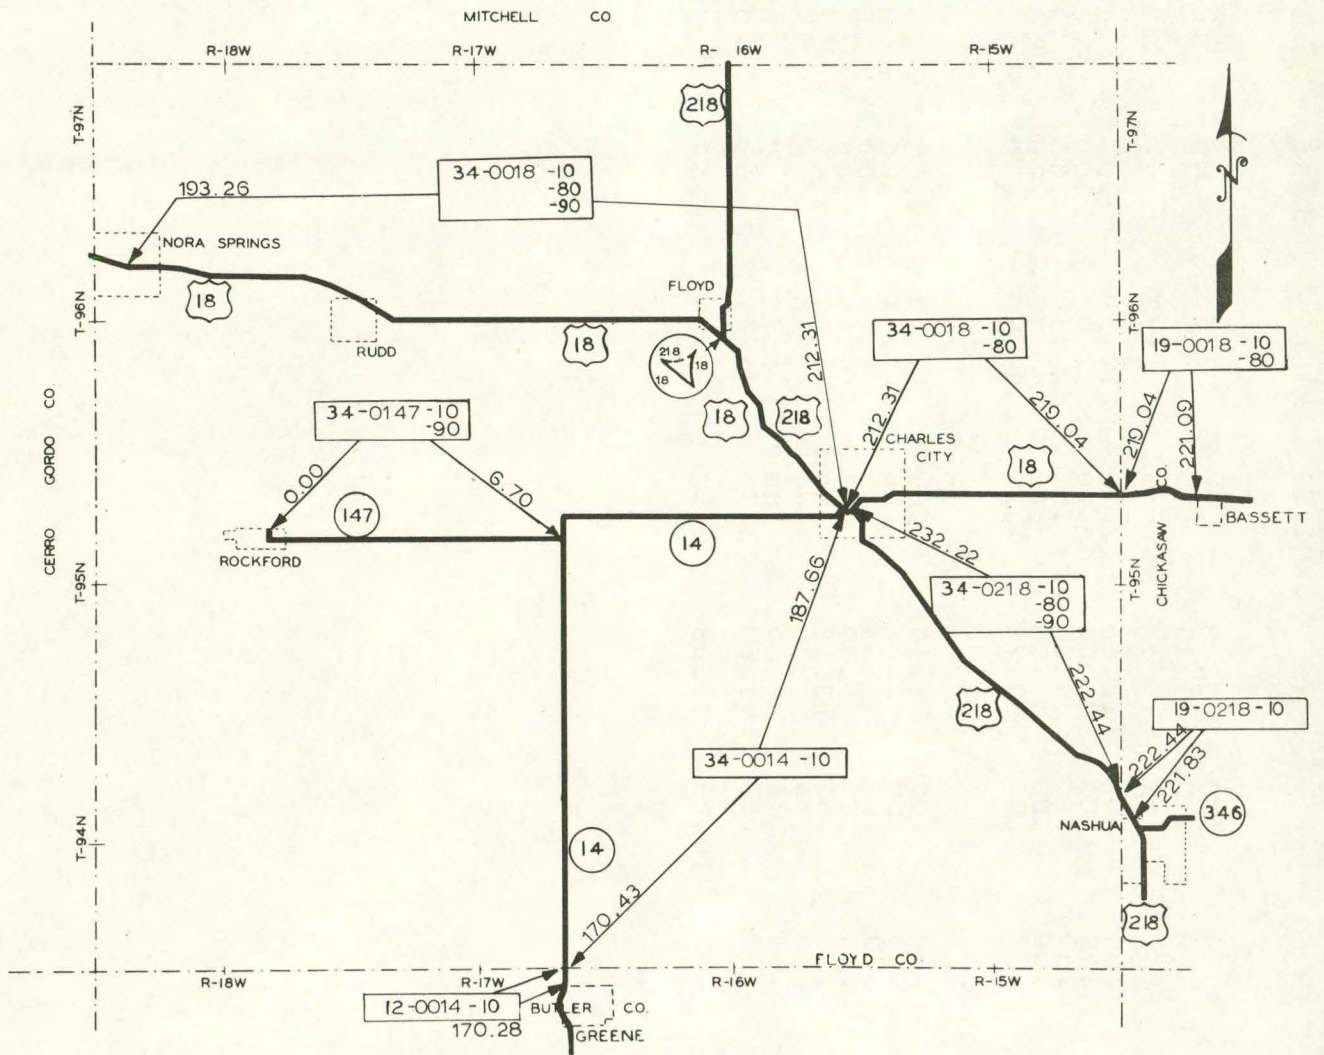 MITCHELL CO
R-18W R-17W R- 16W R-15W
T-97N
T-97N
218
34-0018 -10
-80
-90
193.26
N
NORA SPRINGS
18
FLOYD
T-96N
T-96N
RUDD
18
218
18 18
212.31
34-0018 -10
-80
19-0018 -10
-80
34-0147 -10
-90
18
218
212.31
219.04
219.04
221.09
CHARLES
CITY
18
CERRO GORDO CO.
0.00
6.70
147
14
ROCKFORD
BASSETT
CHICKASAW CO.
232.22
T-95N
T-95N
187.66
34-0218 -10
-80
-90
222.44
218
19-0218 -10
34-0014 -10
222.44
221.83
346
NASHUA
T-94N
14
170.43
218
FLOYD CO.
R-18W R-17W R-16W R-15W
12-0014 -10
BUTLER CO.
170.28
GREENE